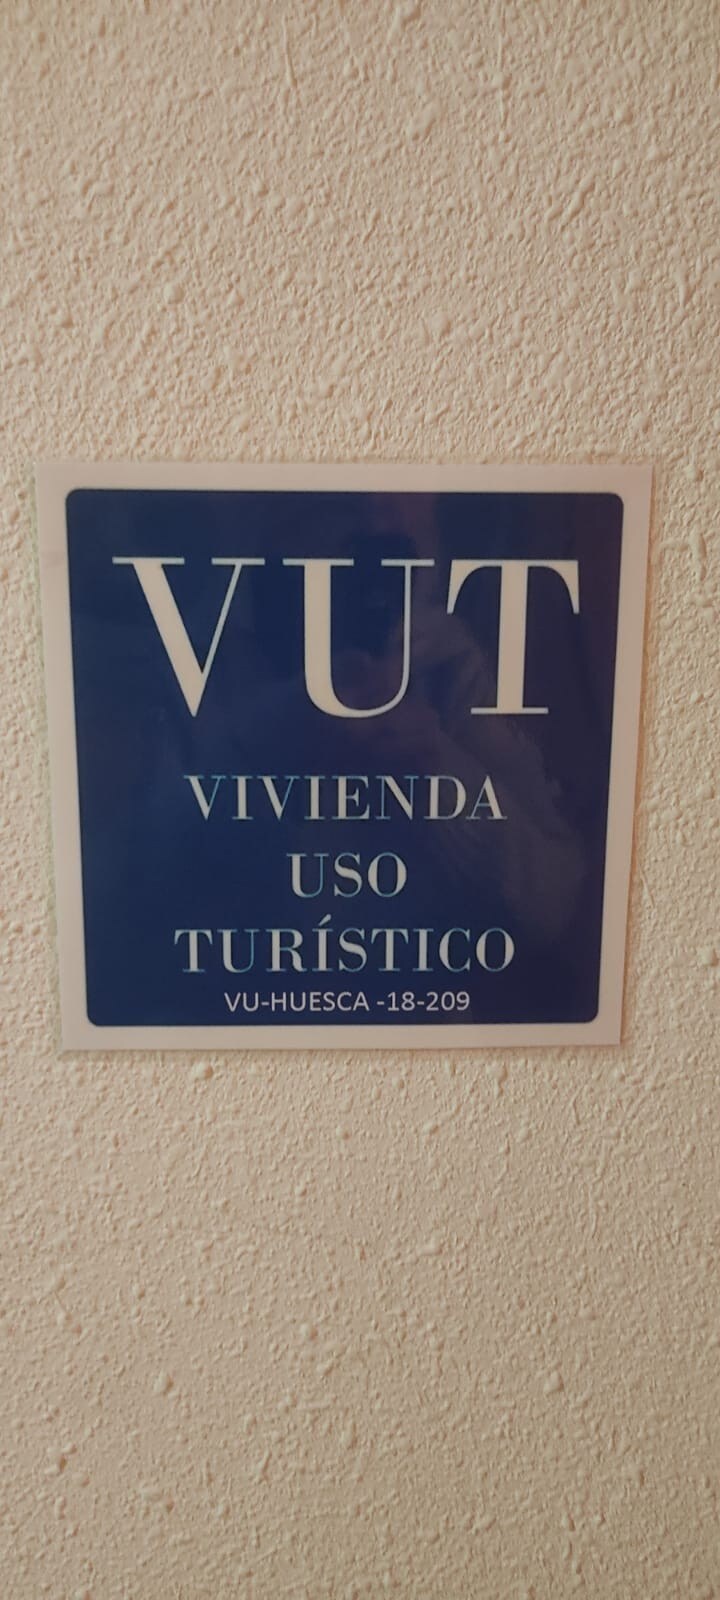 VUT
VIVIENDA
USO
TURÍSTICO
VU-HUESCA -18-209